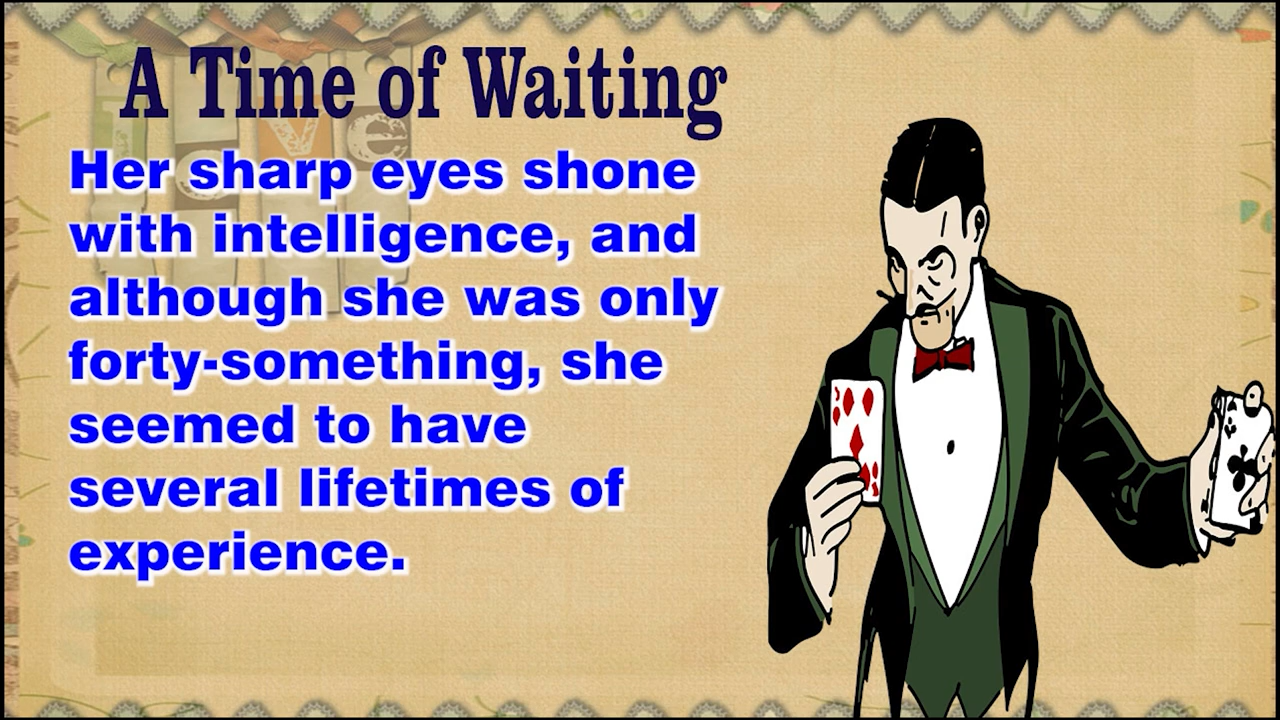 A Time of Waiting
Her sharp eyes shone
with intelligence, and
although she was only
forty-something, she
seemed to have
several lifetimes of
experience.